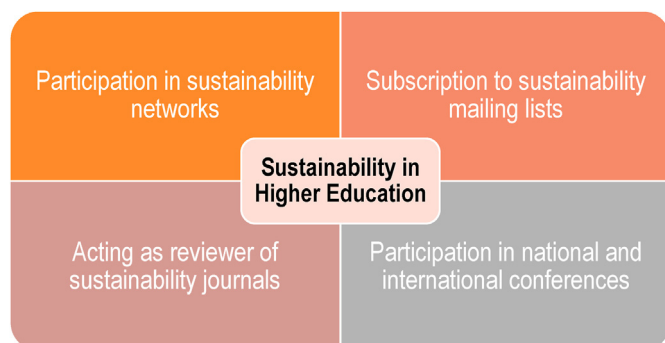 Participation in sustainability
networks
Subscription to sustainability
mailing lists
Sustainability in
Higher Education
Acting as reviewer of
sustainability journals
Participation in national and
international conferences